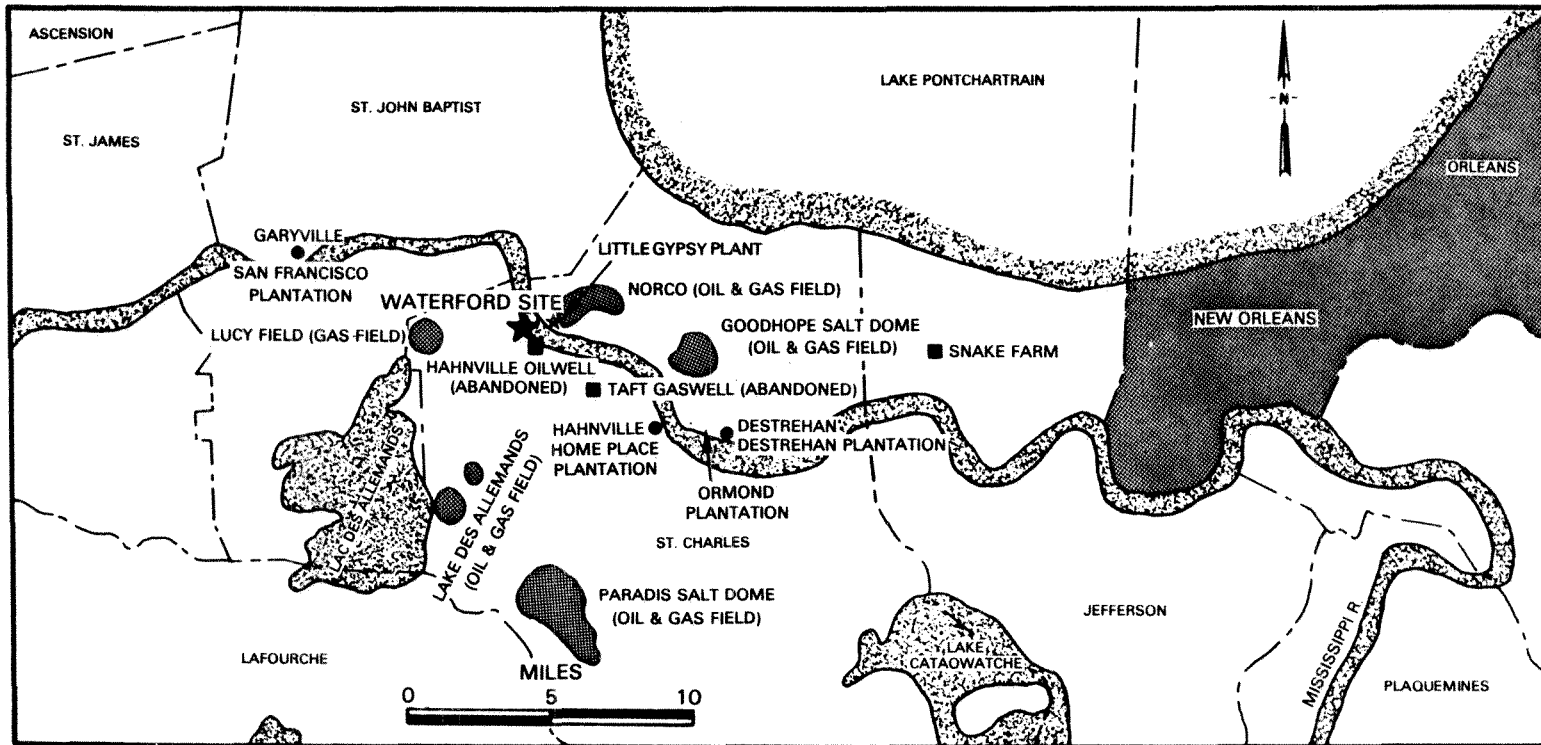 ASCENSION
LAKE PONTCHARTRAIN
ST. JOHN BAPTIST
N
ST. JAMES
ORLEANS
GARYVILLE
SAN FRANCISCO
PLANTATION
LITTLE GYPSY PLANT
WATERFORD SITE
NORCO (OIL & GAS FIELD)
LUCY FIELD (GAS FIELD)
GOODHOPE SALT DOME
(OIL & GAS FIELD)
NEW ORLEANS
SNAKE FARM
HAHNVILLE OILWELL
(ABANDONED)
TAFT GASWELL (ABANDONED)
HAHNVILLE
HOME PLACE
PLANTATION
DESTREHAN
DESTREHAN PLANTATION
LAC DES ALLEMANDS
LAKE DES ALLEMANDS
(OIL & GAS FIELD)
ORMOND
PLANTATION
ST. CHARLES
PARADIS SALT DOME
(OIL & GAS FIELD)
JEFFERSON
LAFOURCHE
LAKE
CATAOWATCHE
MISSISSIPPI R.
PLAQUEMINES
MILES
0 5 10